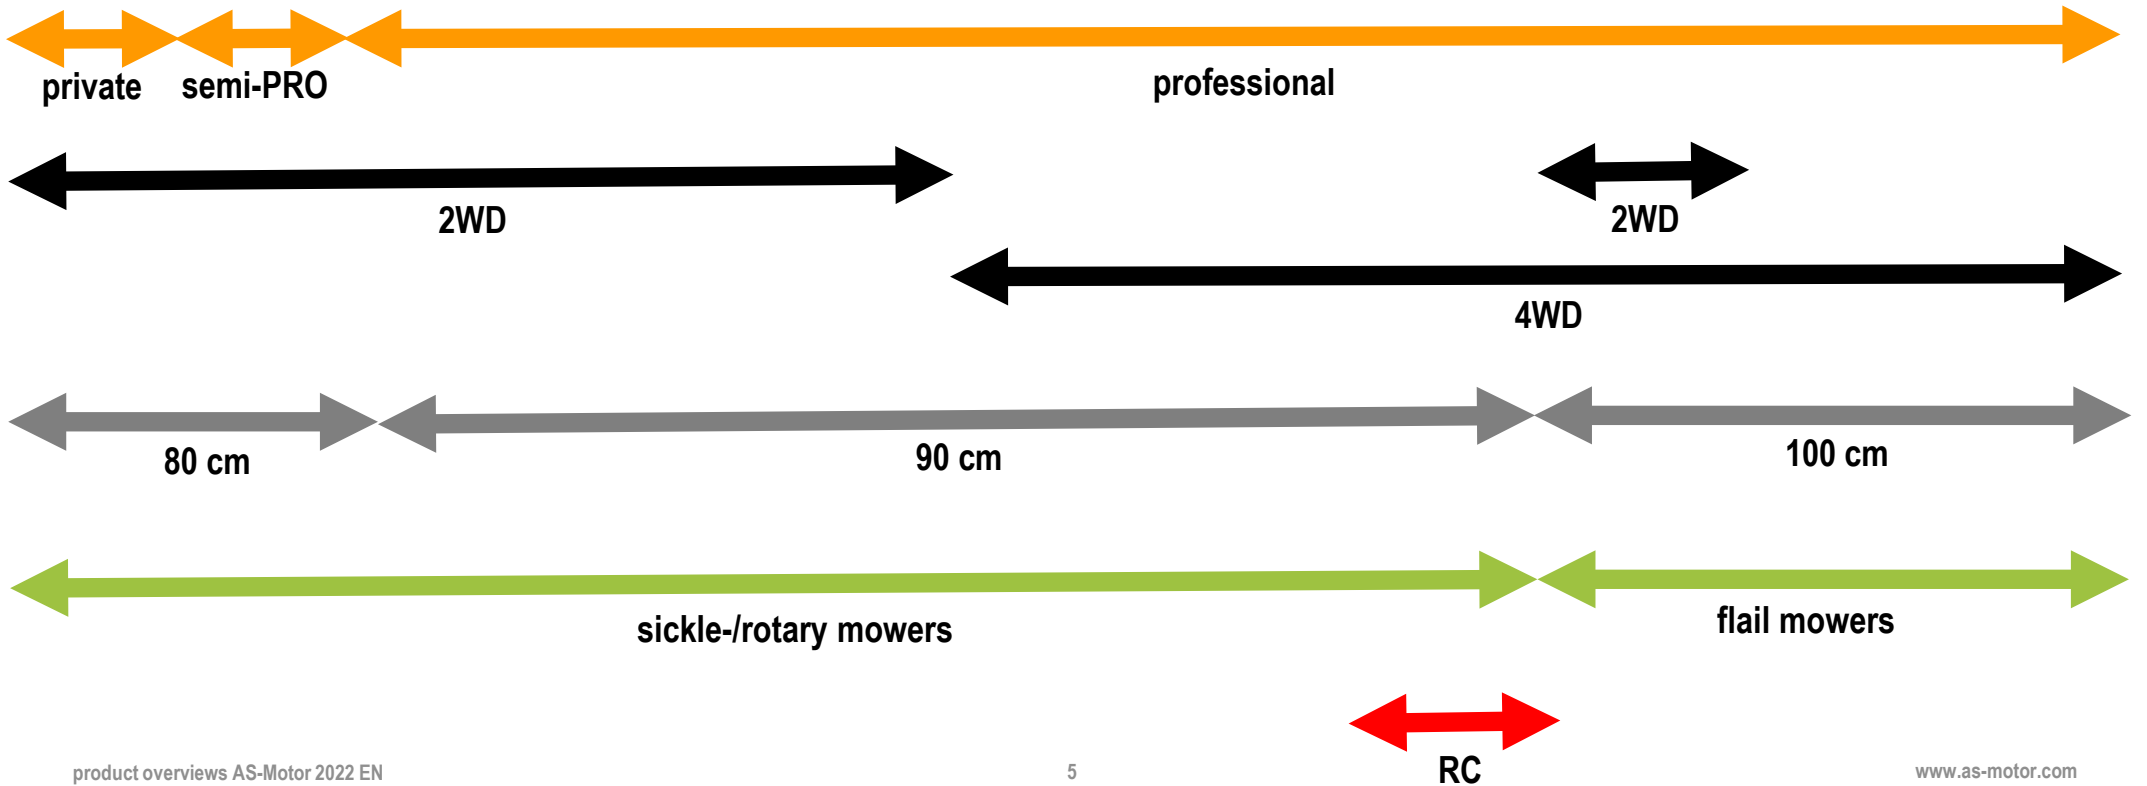 private
semi-PRO
professional
2WD
2WD
4WD
80 cm
90 cm
100 cm
sickle-/rotary mowers
flail mowers
RC
product overviews AS-Motor 2022 EN
5
www.as-motor.com